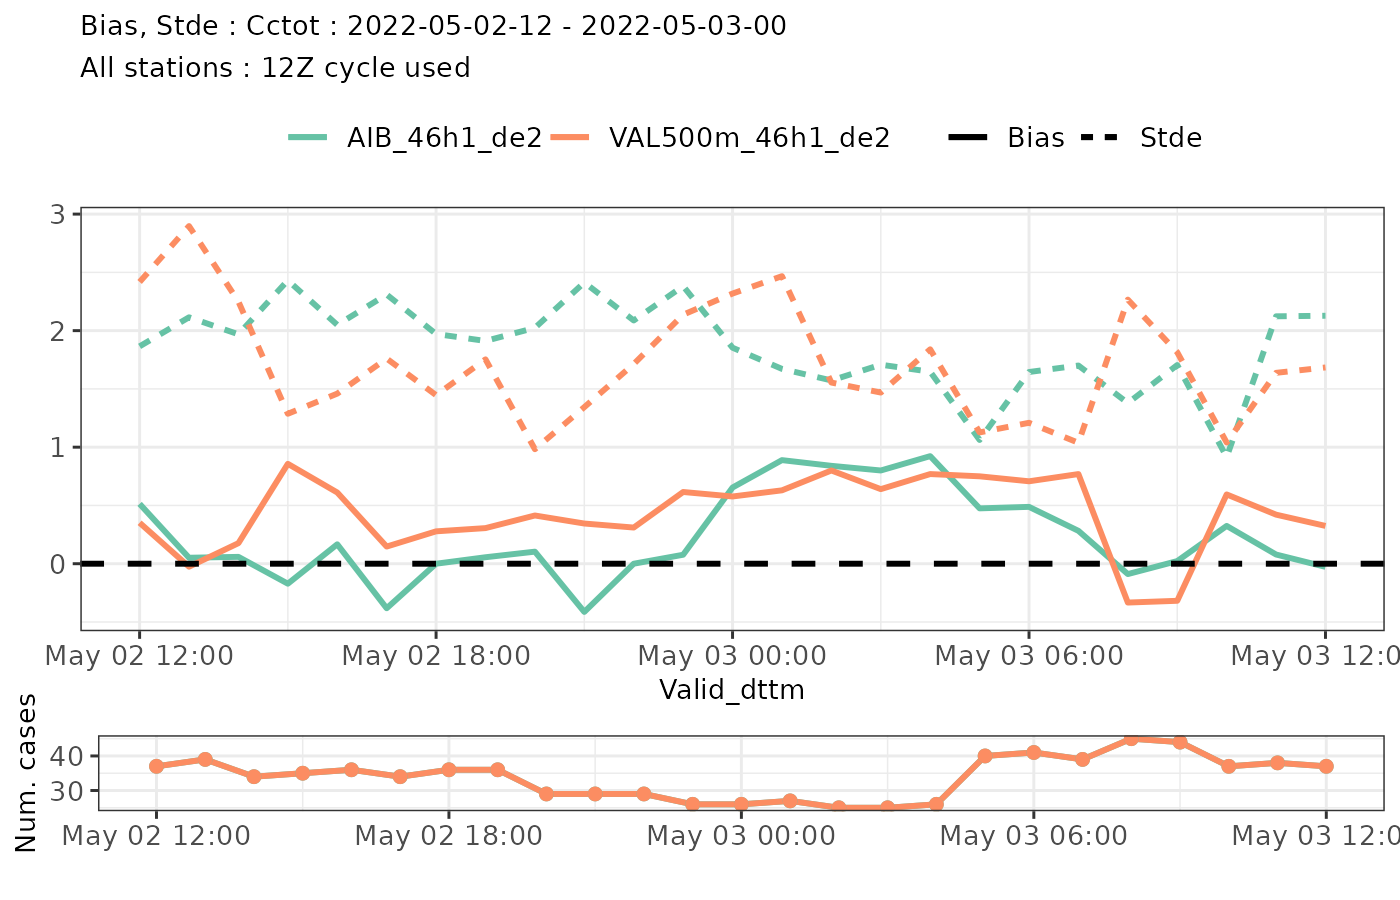 Bias, Stde : Cctot : 2022-05-02-12 - 2022-05-03-00
All stations : 12Z cycle used
AIB_46h1_de2 VAL500m_46h1_de2 Bias Stde
3
2
1
0
May 02 12:00 May 02 18:00 May 03 00:00 May 03 06:00 May 03 12:0
Valid_dttm
Num. cases
40
30
May 02 12:00 May 02 18:00 May 03 00:00 May 03 06:00 May 03 12:0